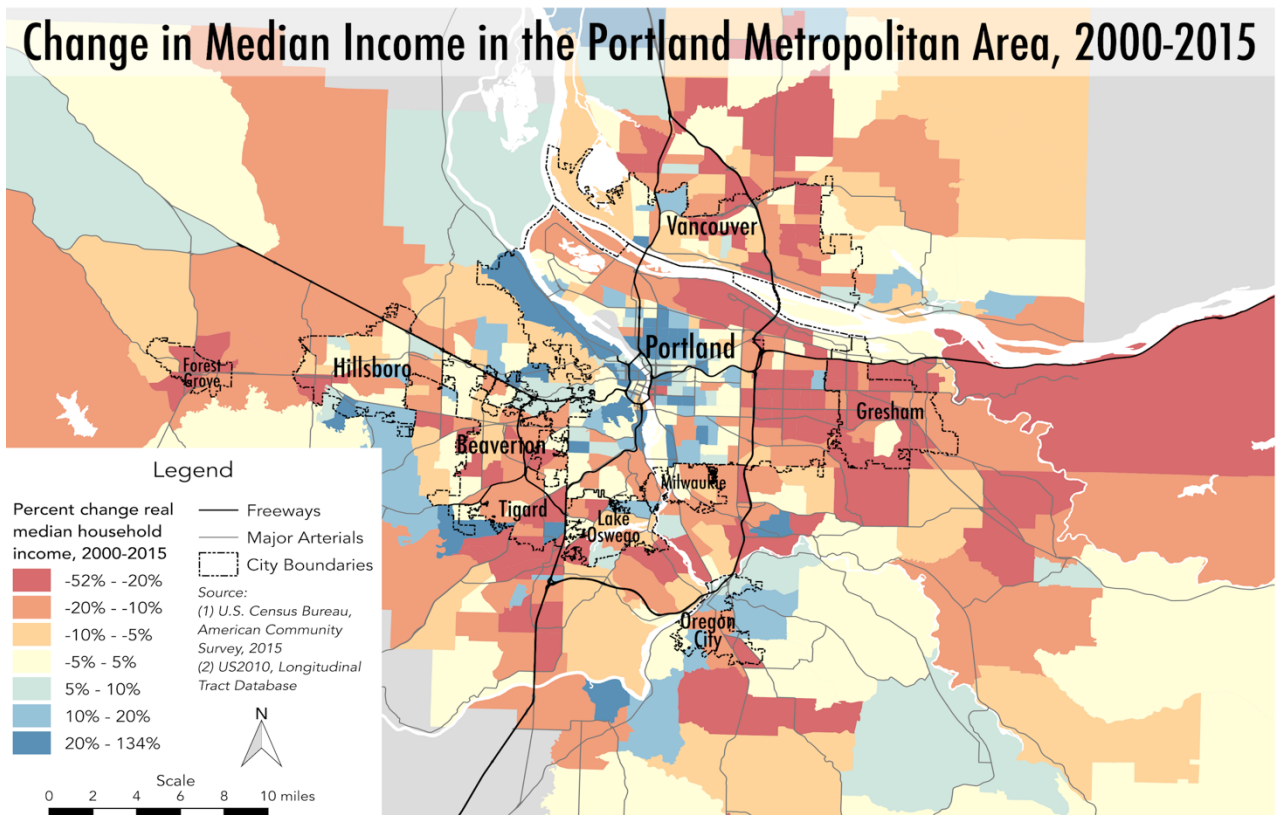 Change in Median Income in the Portland Metropolitan Area, 2000-2015
Vancouver
Portland
Forest
Grove
Hillsboro
Gresham
Beaverton
Milwaukie
Tigard
Lake
Oswego
Oregon
City
Legend
Percent change real
median household
income, 2000-2015
-52% - -20%
-20% - -10%
-10% - -5%
-5% - 5%
5% - 10%
10% - 20%
20% - 134%
Freeways
Major Arterials
City Boundaries
Source:
(1) U.S. Census Bureau,
American Community
Survey, 2015
(2) US2010, Longitudinal
Tract Database
N
Scale
0 2 4 6 8 10 miles